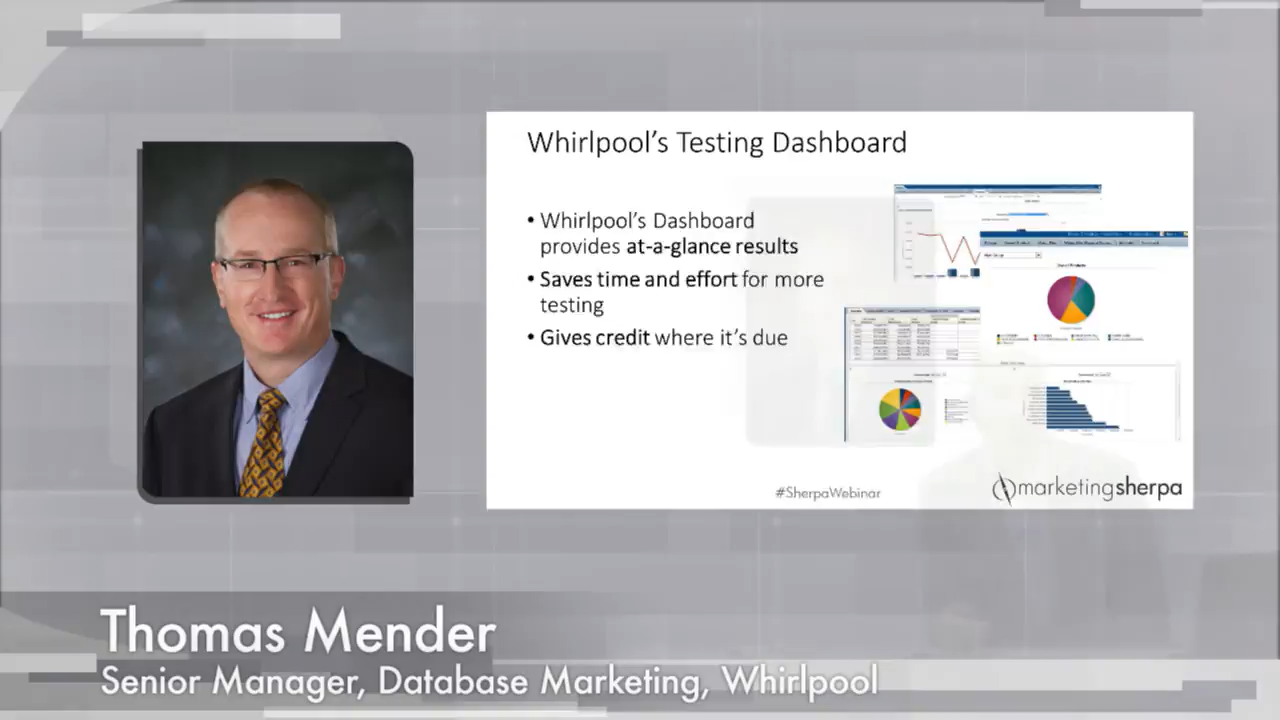 Whirlpool's Testing Dashboard
• Whirlpool's Dashboard
provides at-a-glance results
• Saves time and effort for more
testing
• Gives credit where it's due
#SherpaWebinar
marketingsherpa
Thomas Mender
Senior Manager, Database Marketing, Whirlpool